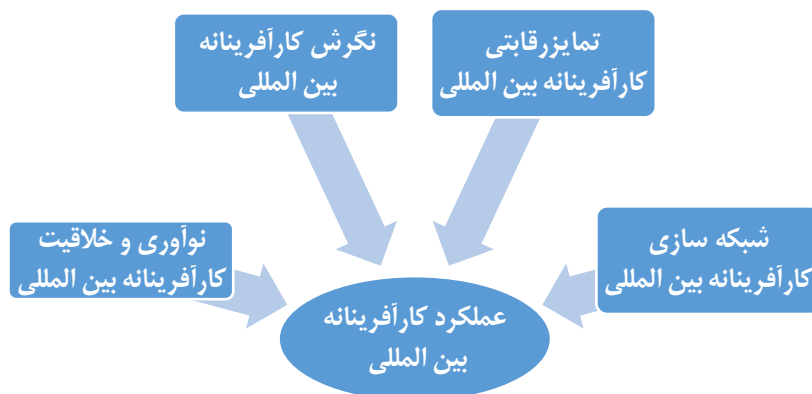 تمایزرقابتی
کارآفرینانه بین المللی
نگرش کارآفرینانه
بین المللی
شبکه سازی
کارآفرینانه بین المللی
نوآوری و خلاقیت
کارآفرینانه بین المللی
عملکرد کارآفرینانه
بین المللی